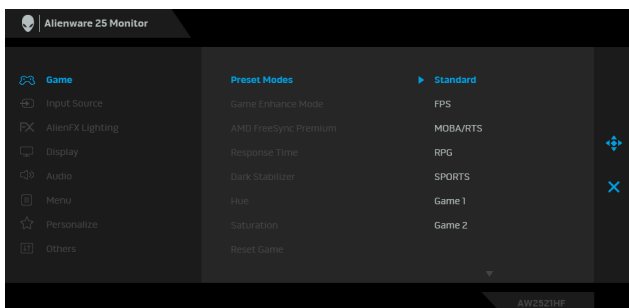 Alienware 25 Monitor
Game Preset Modes Standard
Input Source Game Enhance Mode FPS
FX AlienFX Lighting AMD FreeSync Premium MOBA/RTS
Display Response Time RPG
Audio Dark Stabilizer SPORTS
Menu Hue Game 1
Personalize Saturation Game 2
Others Reset Game
AW2521HF